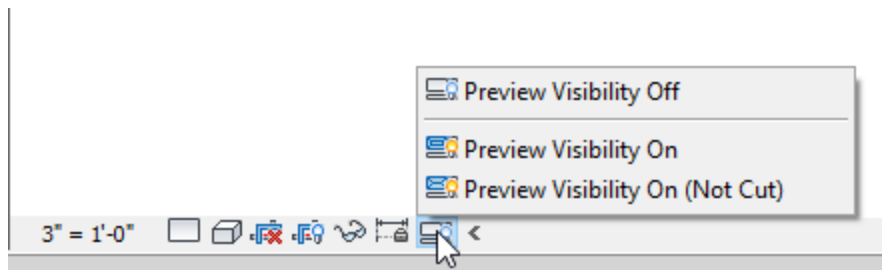 Preview Visibility Off
Preview Visibility On
Preview Visibility On (Not Cut)
3" = 1'-0"